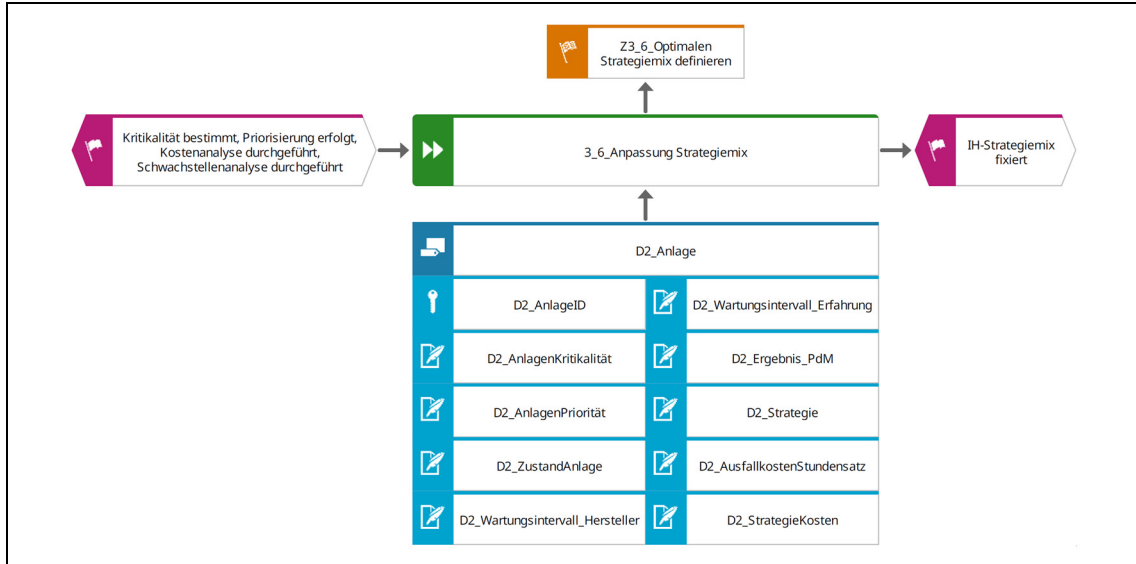 Z3_6_Optimalen
Strategiemix definieren
Kritikalität bestimmt, Priorisierung erfolgt,
Kostenanalyse durchgeführt,
Schwachstellenanalyse durchgeführt
3_6_Anpassung Strategiemix
IH-Strategiemix
fixiert
D2_Anlage
D2_AnlageID
D2_Wartungsintervall_Erfahrung
D2_AnlagenKritikalität
D2_Ergebnis_PdM
D2_AnlagenPriorität
D2_Strategie
D2_ZustandAnlage
D2_AusfallkostenStundensatz
D2_Wartungsintervall_Hersteller
D2_StrategieKosten